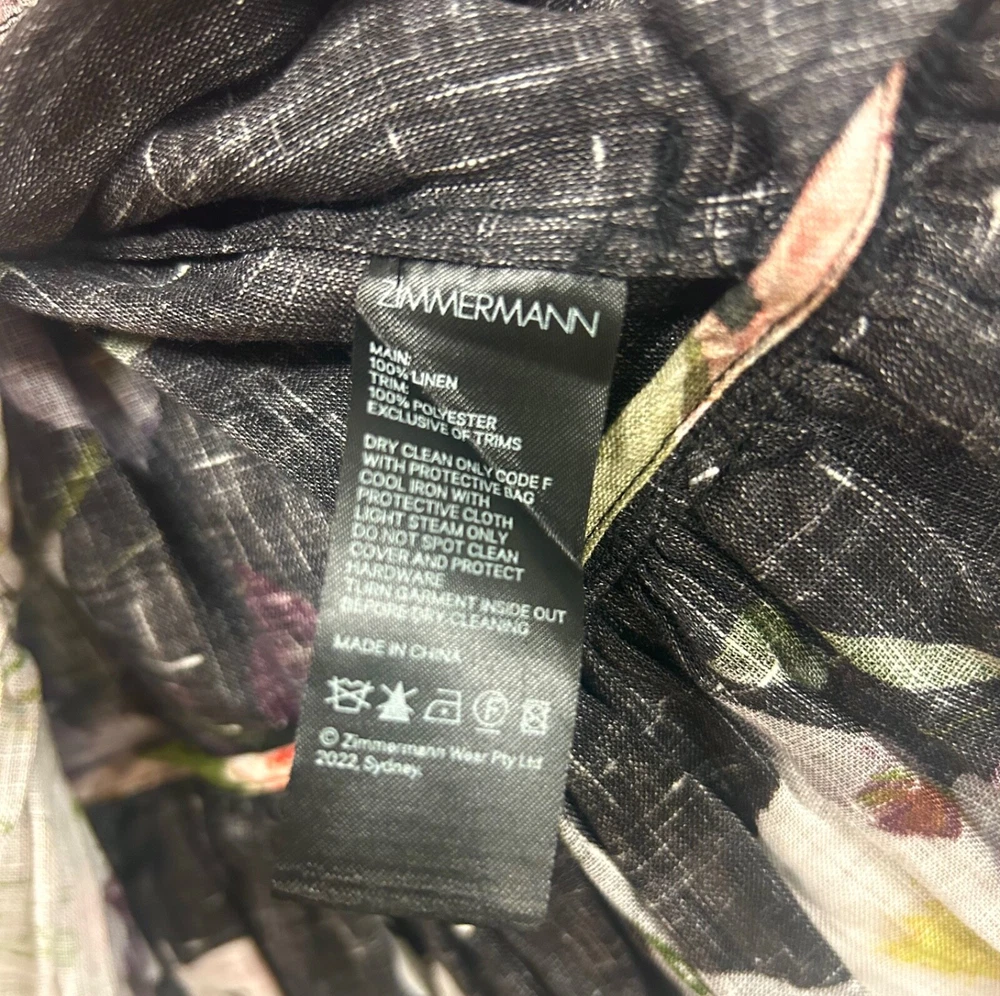 ZIMMERMANN
MAIN:
100% LINEN
TRIM:
100% POLYESTER
EXCLUSIVE OF TRIMS
DRY CLEAN ONLY CODE F
WITH PROTECTIVE BAG
COOL IRON WITH
PROTECTIVE CLOTH
LIGHT STEAM ONLY
DO NOT SPOT CLEAN
COVER AND PROTECT
HARDWARE
TURN GARMENT INSIDE OUT
BEFORE DRY CLEANING
MADE IN CHINA
F
© Zimmermann Wear Pty Ltd
2022, Sydney.